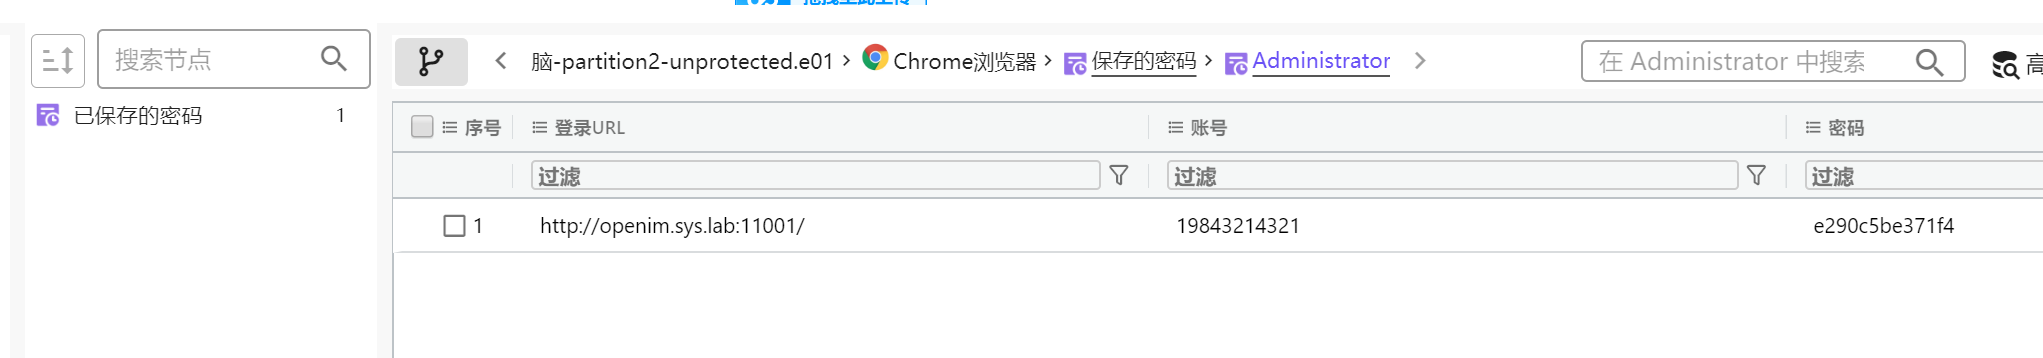 搜索节点
已保存的密码 1
脑-partition2-unprotected.e01 Chrome浏览器 保存的密码 Administrator
在 Administrator 中搜索
高
序号 登录URL 账号 密码
过滤 过滤 过滤
1 http://openim.sys.lab:11001/ 19843214321 e290c5be371f4